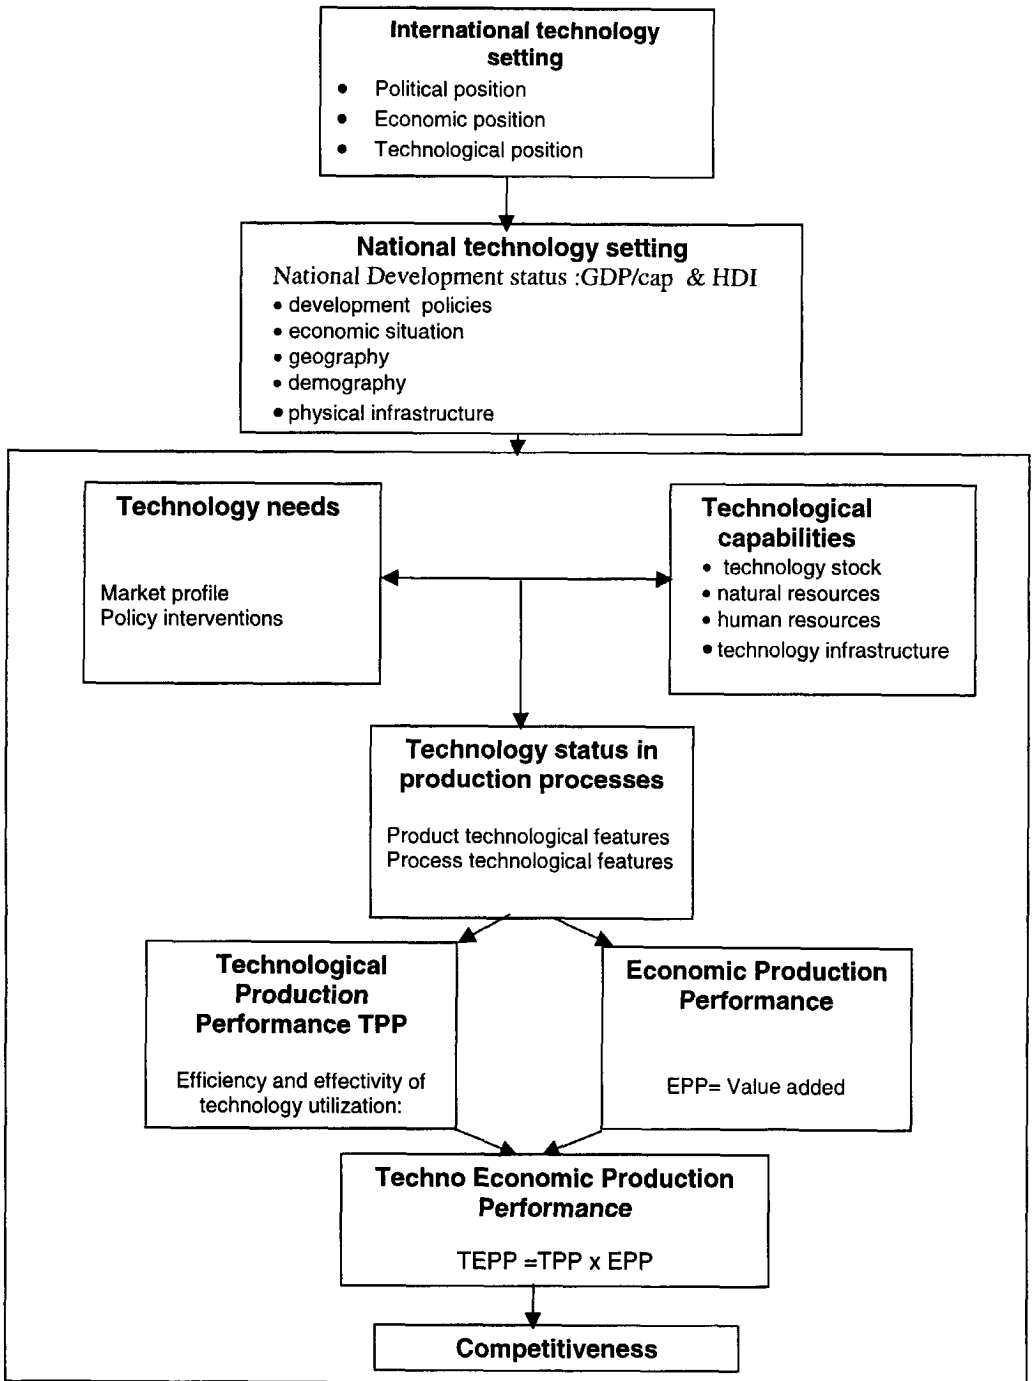 International technology
setting
• Political position
• Economic position
• Technological position
National technology setting
National Development status :GDP/cap & HDI
• development policies
• economic situation
• geography
• demography
• physical infrastructure
Technology needs
Market profile
Policy interventions
Technological
capabilities
• technology stock
• natural resources
• human resources
• technology infrastructure
Technology status in
production processes
Product technological features
Process technological features
Technological
Production
Performance TPP
Efficiency and effectivity of
technology utilization:
Economic Production
Performance
EPP= Value added
Techno Economic Production
Performance
TEPP =TPP x EPP
Competitiveness